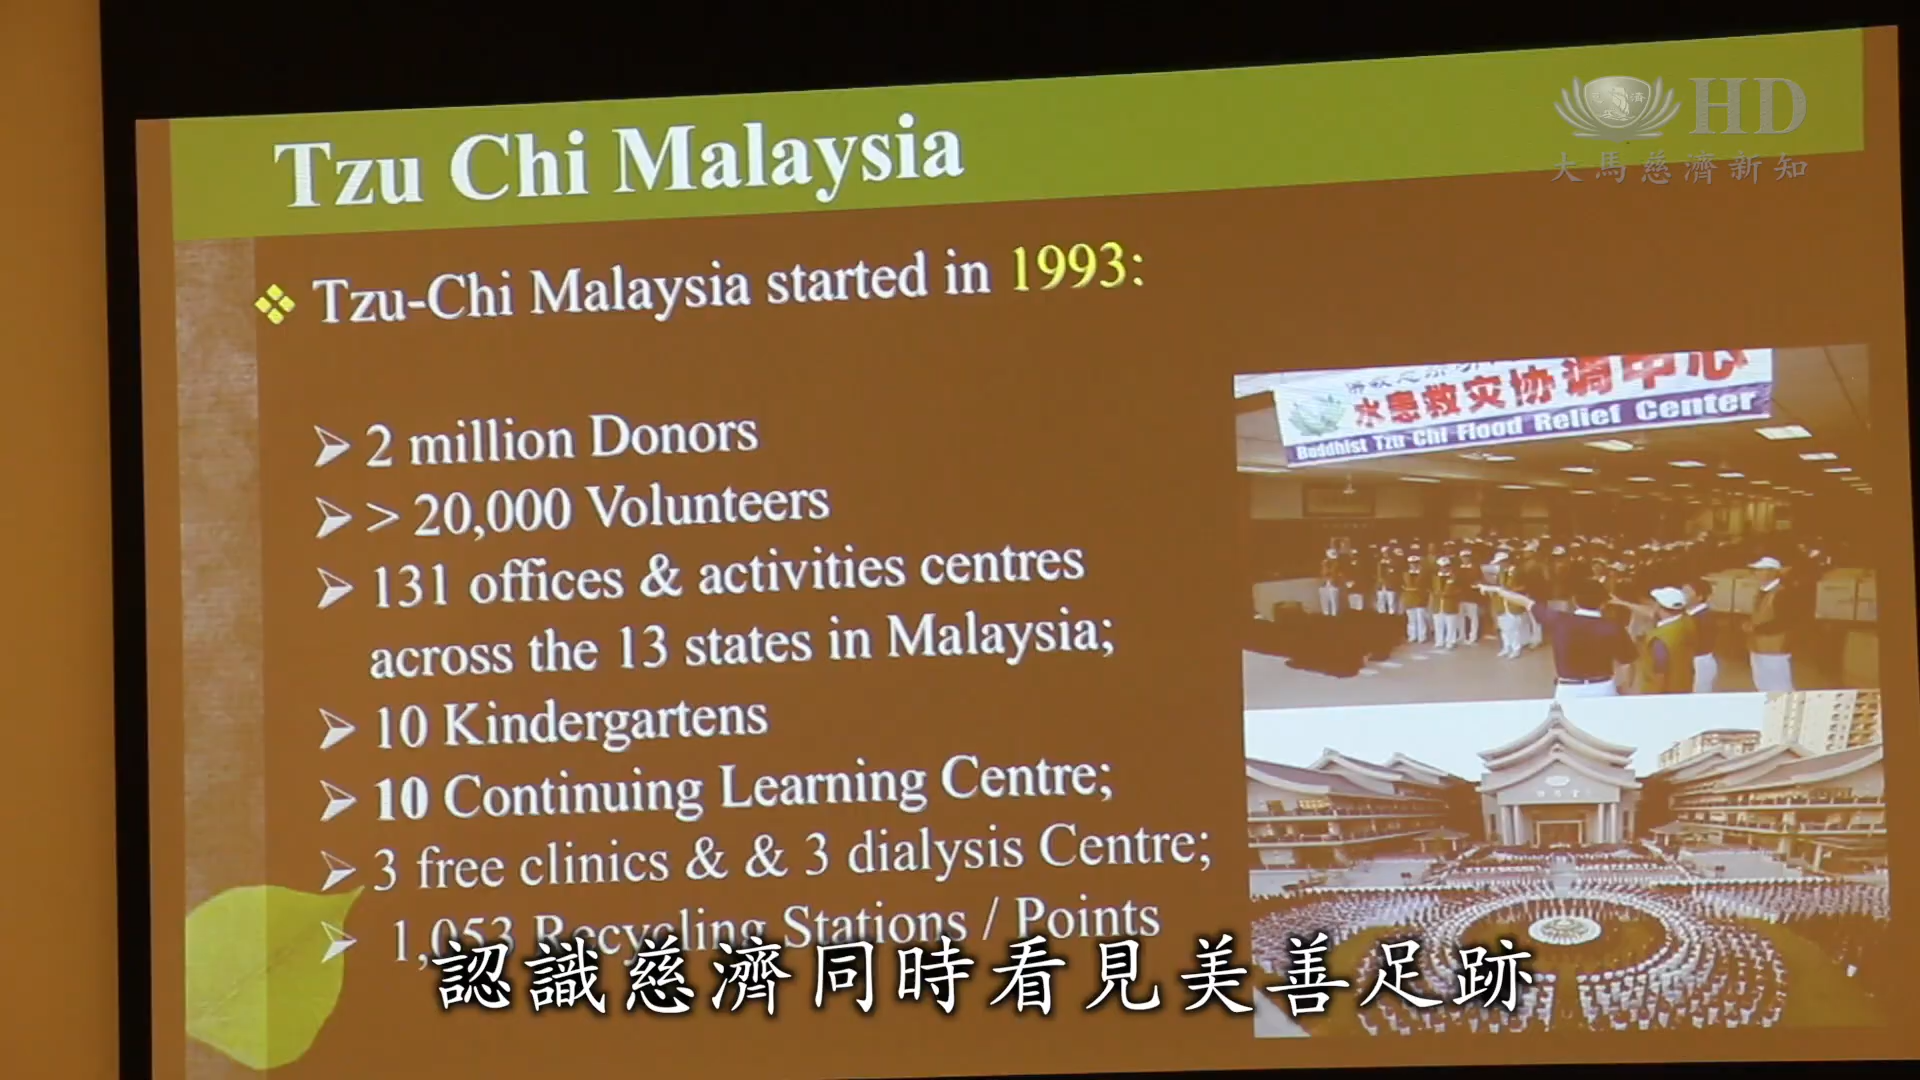 HD
大馬慈濟新知
Tzu Chi Malaysia
Tzu-Chi Malaysia started in 1993:
2 million Donors
> 20,000 Volunteers
131 offices & activities centres
across the 13 states in Malaysia;
10 Kindergartens
10 Continuing Learning Centre;
3 free clinics & & 3 dialysis Centre;
1,053 Recycling Stations / Points
水患救灾协调中心
Buddhist Tzu Chi Flood Relief Center
認識慈濟同時看見美善足跡